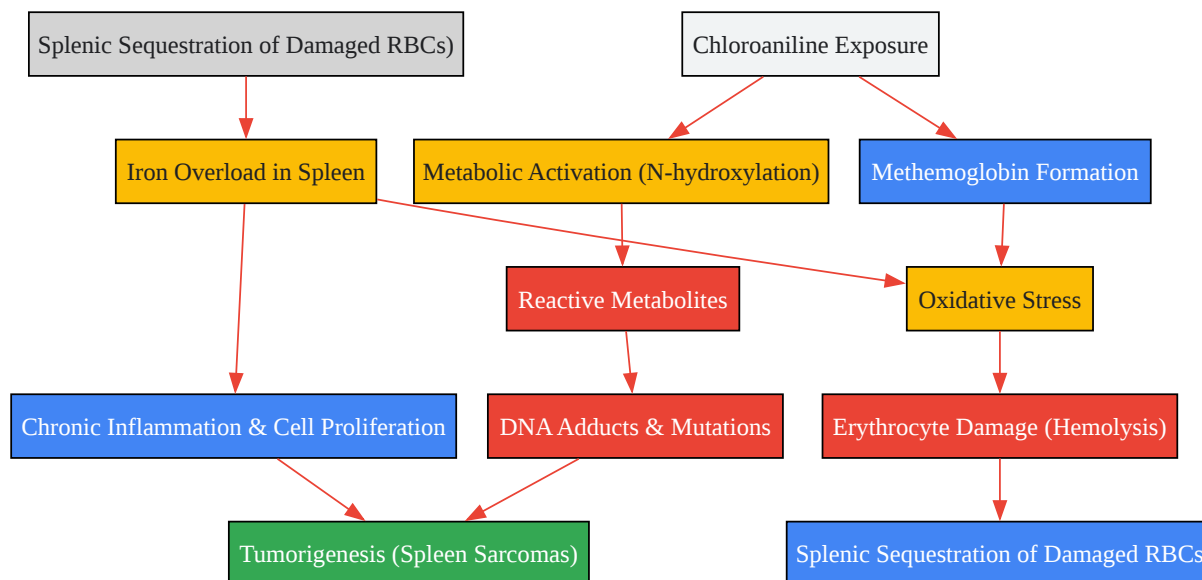 Splenic Sequestration of Damaged RBCs)
Chloroaniline Exposure
Iron Overload in Spleen
Metabolic Activation (N-hydroxylation)
Methemoglobin Formation
Reactive Metabolites
Oxidative Stress
Chronic Inflammation & Cell Proliferation
DNA Adducts & Mutations
Erythrocyte Damage (Hemolysis)
Tumorigenesis (Spleen Sarcomas)
Splenic Sequestration of Damaged RBCs